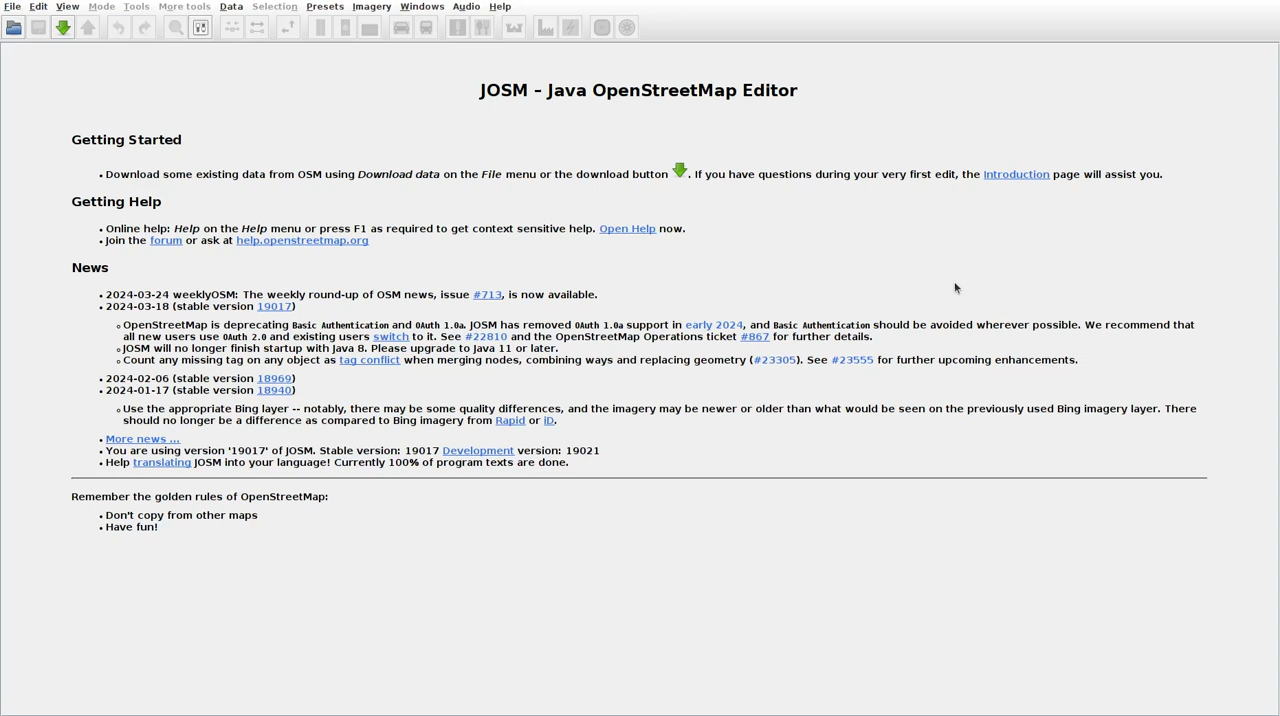 File Edit View Mode Tools More tools Data Selection Presets Imagery Windows Audio Help
JOSM – Java OpenStreetMap Editor
Getting Started
• Download some existing data from OSM using Download data on the File menu or the download button . If you have questions during your very first edit, the Introduction page will assist you.
Getting Help
• Online help: Help on the Help menu or press F1 as required to get context sensitive help. Open Help now.
• Join the forum or ask at help.openstreetmap.org
News
• 2024-03-24 weeklyOSM: The weekly round-up of OSM news, issue #713, is now available.
• 2024-03-18 (stable version 19017)
◦ OpenStreetMap is deprecating Basic Authentication and OAuth 1.0a. JOSM has removed OAuth 1.0a support in early 2024, and Basic Authentication should be avoided wherever possible. We recommend that
all new users use OAuth 2.0 and existing users switch to it. See #22810 and the OpenStreetMap Operations ticket #867 for further details.
◦ JOSM will no longer finish startup with Java 8. Please upgrade to Java 11 or later.
◦ Count any missing tag on any object as tag conflict when merging nodes, combining ways and replacing geometry (#23305). See #23555 for further upcoming enhancements.
• 2024-02-06 (stable version 18969)
• 2024-01-17 (stable version 18940)
◦ Use the appropriate Bing layer -- notably, there may be some quality differences, and the imagery may be newer or older than what would be seen on the previously used Bing imagery layer. There
should no longer be a difference as compared to Bing imagery from Rapid or iD.
• More news ...
• You are using version '19017' of JOSM. Stable version: 19017 Development version: 19021
• Help translating JOSM into your language! Currently 100% of program texts are done.
Remember the golden rules of OpenStreetMap:
• Don't copy from other maps
• Have fun!